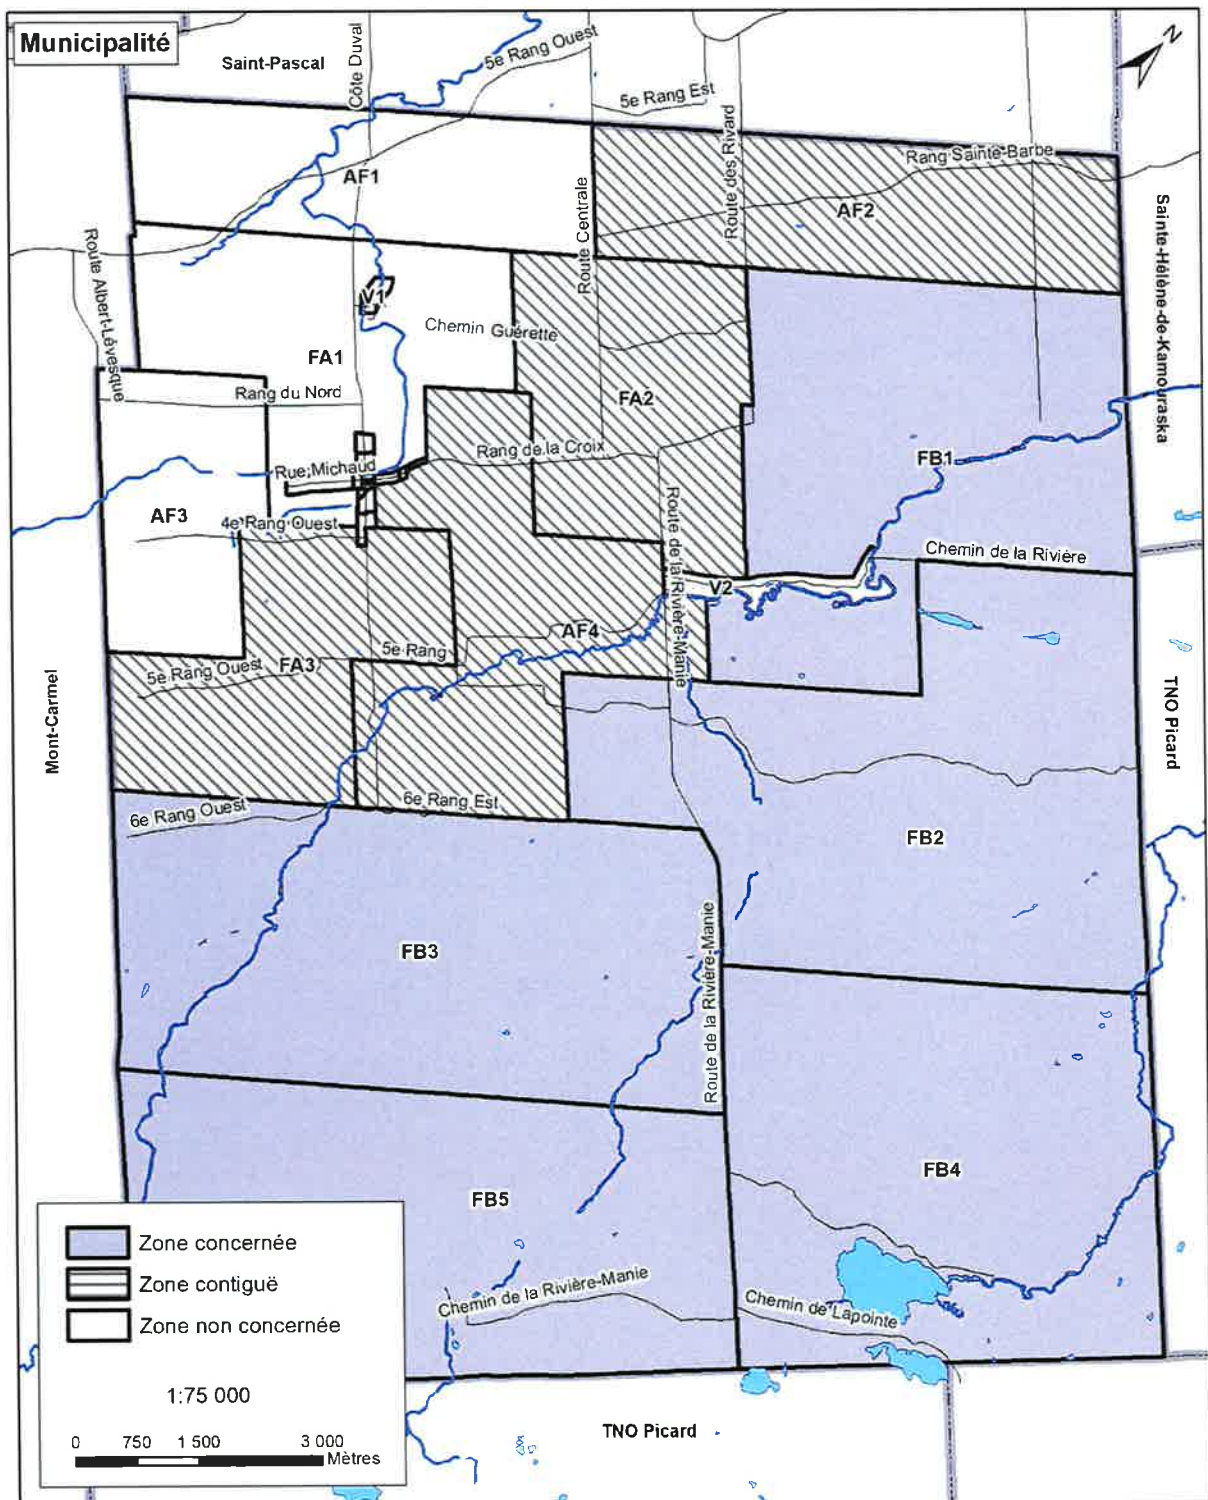 Municipalité
Saint-Pascal
Côte Duval
5e Rang Ouest
5e Rang Est
Route des Rivard
Rang Sainte-Barbe
N
AF1
AF2
Route Centrale
Sainte-Hélène-de-Kamouraska
Route Albert-Lévesque
V1
Chemin Guérette
FA1
Rang du Nord
FA2
Rang de la Croix
Rue Michaud
FB1
AF3
4e Rang Ouest
Route de la Rivière-Manie
Chemin de la Rivière
V2
AF4
5e Rang
5e Rang Ouest
FA3
Mont-Carmel
TNO Picard
6e Rang Ouest
6e Rang Est
FB2
FB3
Route de la Rivière-Manie
FB4
FB5
Chemin de la Rivière-Manie
Chemin de Lapointe
Zone concernée
Zone contiguë
Zone non concernée
1:75 000
0 750 1 500 3 000
Mètres
TNO Picard